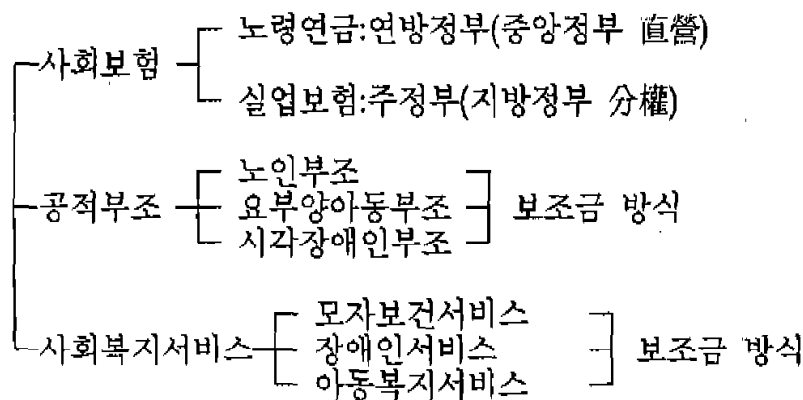 노령연금:연방정부(중앙정부 直營)
사회보험
실업보험:주정부(지방정부 分權)
노인부조
공적부조 요부양아동부조 보조금 방식
시각장애인부조
모자보건서비스
사회복지서비스 장애인서비스 보조금 방식
아동복지서비스